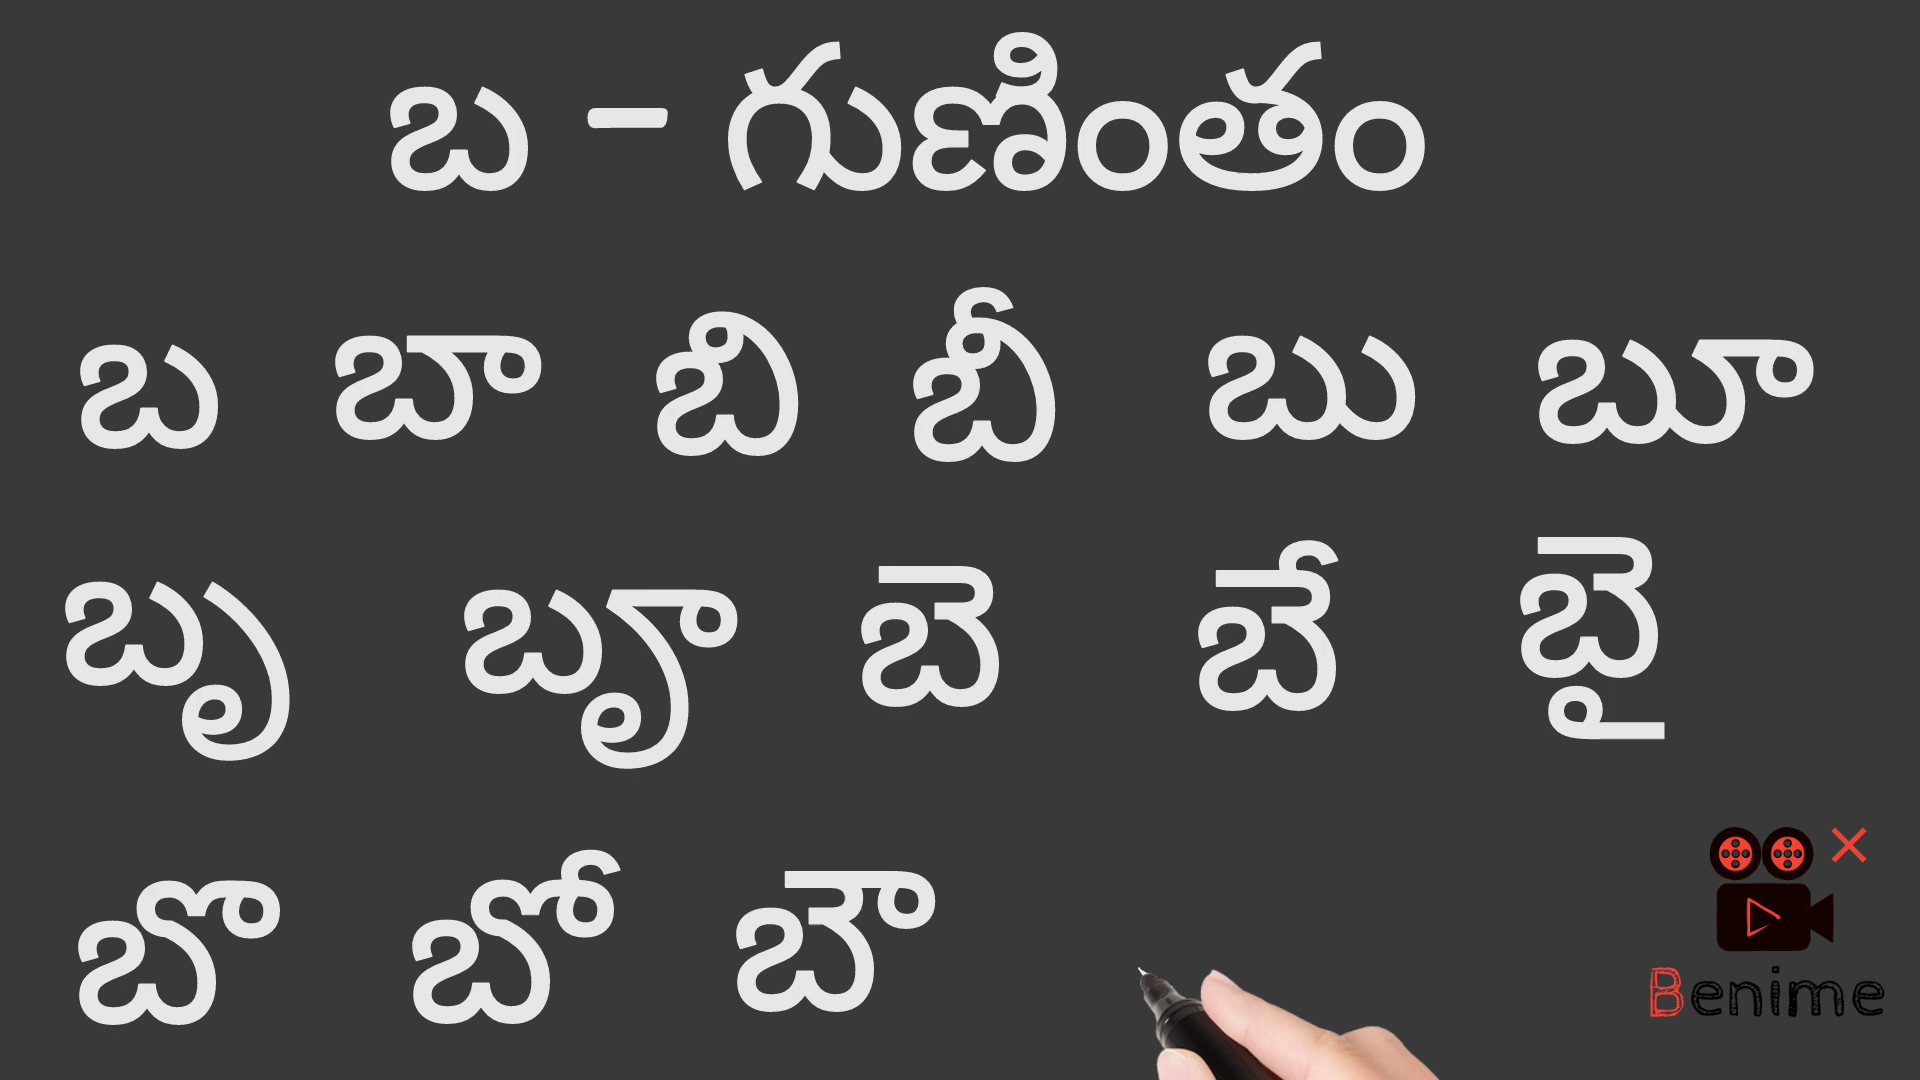 బ - గుణింతం
బ బా బి బీ బు బూ
బృ బౄ బె బే బై
బొ బో బౌ
Benime